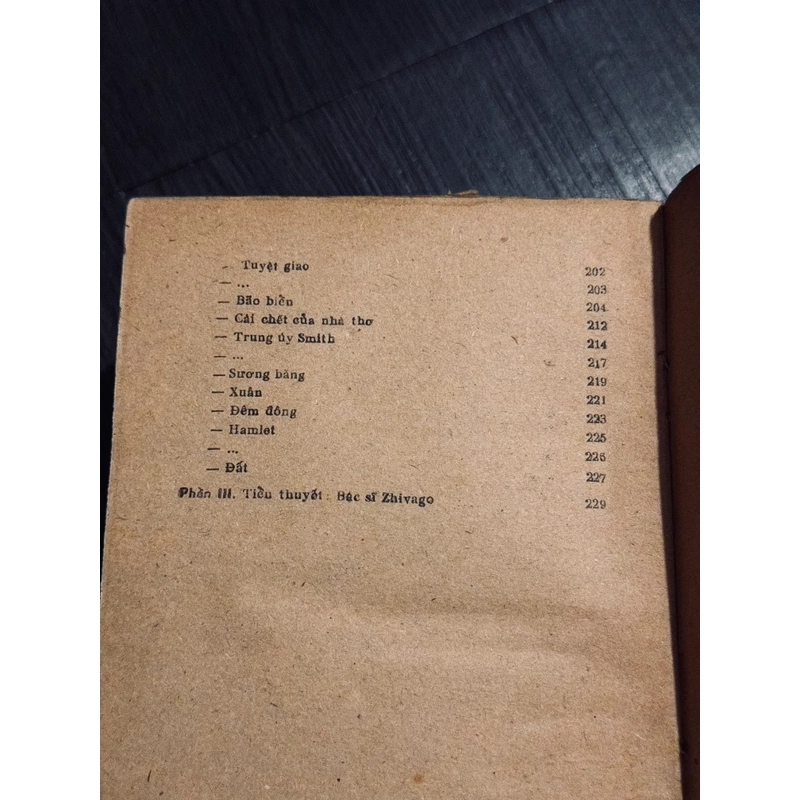 — Tuyệt giao 202
— ... 203
— Bão biển 204
— Cái chết của nhà thơ 212
— Trung úy Smith 214
— ... 217
— Sương băng 219
— Xuân 221
— Đêm đông 223
— Hamlet 225
— ... 226
— Đất 227
Phần III. Tiểu thuyết : Bác sĩ Zhivago 229